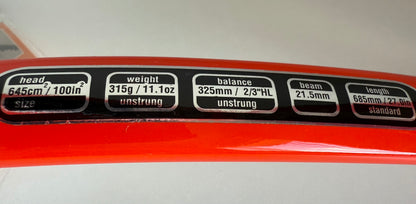 head
645cm² / 100in²
size
weight
315g / 11.1oz
unstrung
balance
325mm / 2/3"HL
unstrung
beam
21.5mm
length
685mm / 27.0in
standard